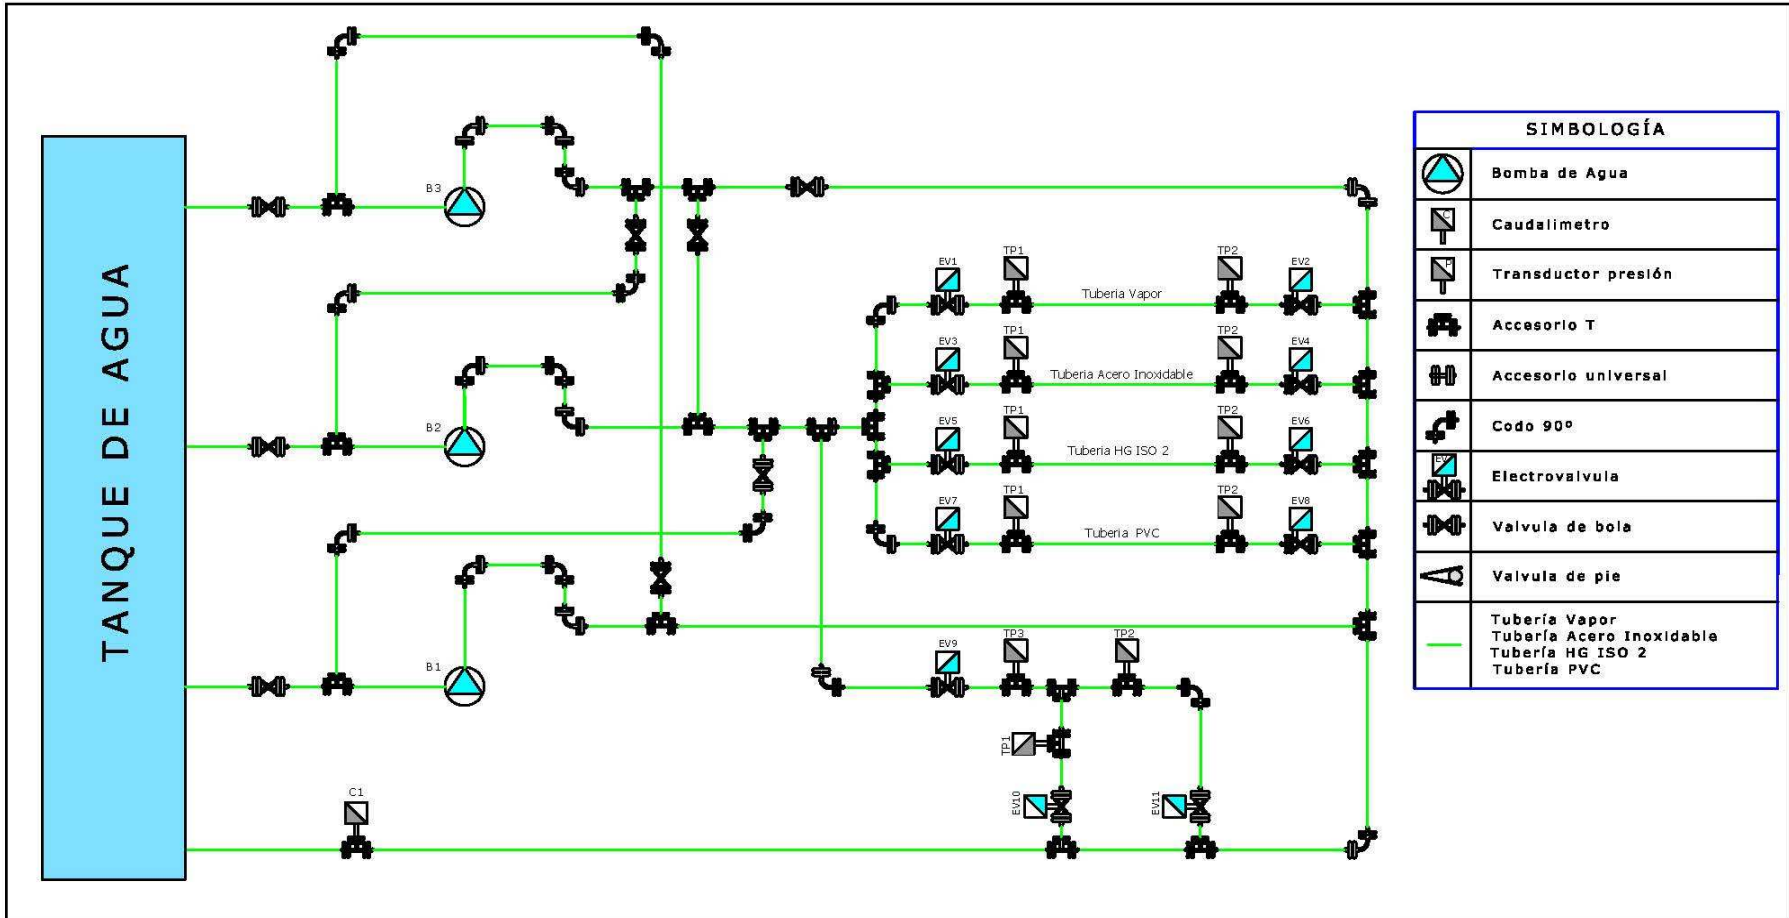 TANQUE DE AGUA
B3
B2
B1
C1
EV1
TP1
TP2
EV2
Tuberia Vapor
EV3
TP1
TP2
EV4
Tuberia Acero Inoxidable
EV5
TP1
TP2
EV6
Tuberia HG ISO 2
EV7
TP1
TP2
EV8
Tuberia PVC
EV9
TP3
TP2
TP1
EV10
EV11
SIMBOLOGÍA
Bomba de Agua
C
Caudalimetro
P
Transductor presión
Accesorio T
Accesorio universal
Codo 90º
EV
Electrovalvula
Valvula de bola
Valvula de pie
Tubería Vapor
Tubería Acero Inoxidable
Tubería HG ISO 2
Tubería PVC